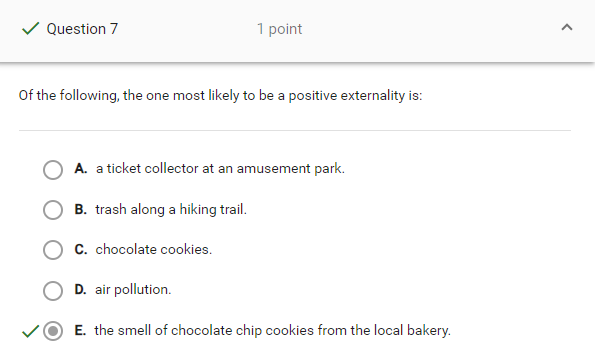 Question 7 1 point
Of the following, the one most likely to be a positive externality is:
A. a ticket collector at an amusement park.
B. trash along a hiking trail.
C. chocolate cookies.
D. air pollution.
E. the smell of chocolate chip cookies from the local bakery.